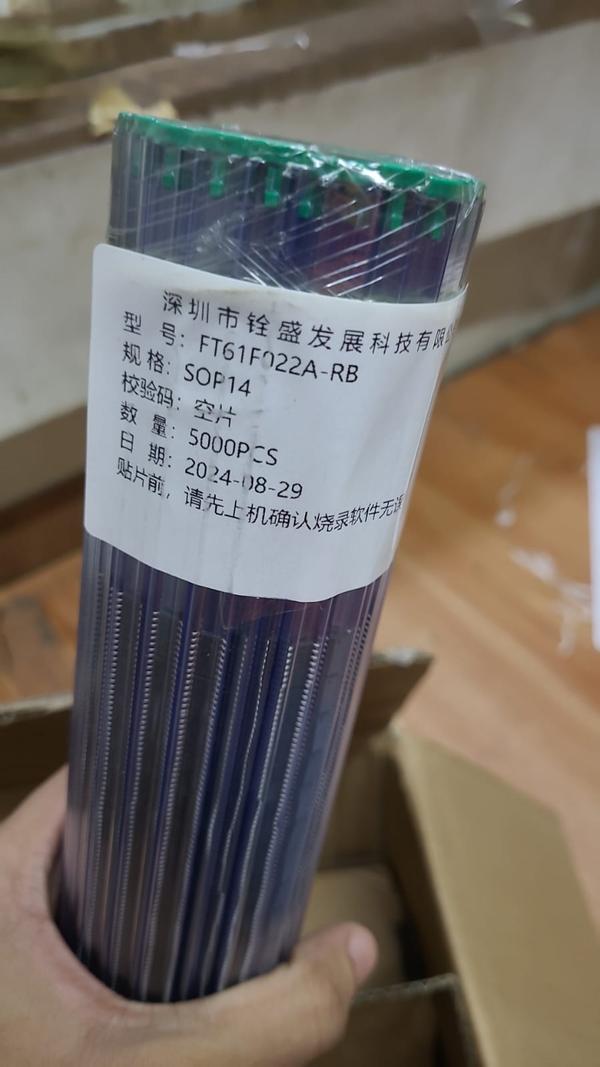 深圳市铨盛发展科技有限
型 号： FT61F022A-RB
规 格： SOP14
校验码： 空片
数 量： 5000PCS
日 期： 2024-08-29
贴片前，请先上机确认烧录软件无